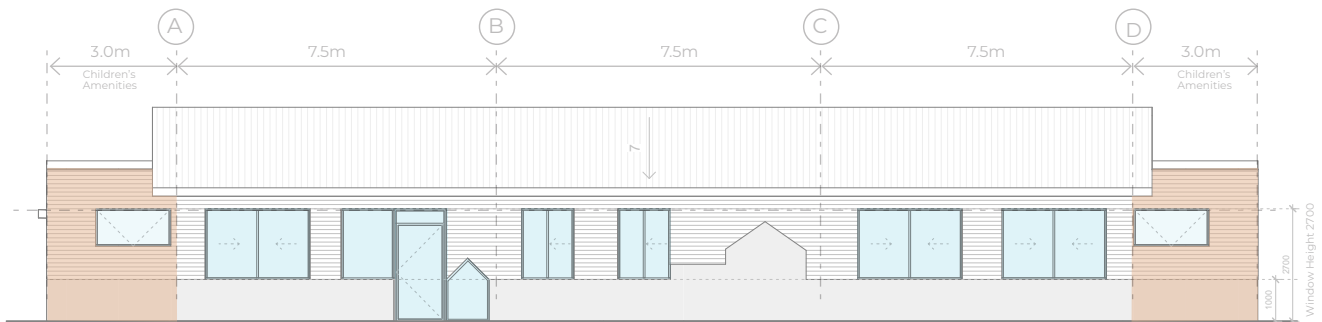 A
B
C
D
3.0m
7.5m
7.5m
7.5m
3.0m
Children's
Amenities
Children's
Amenities
7
2700
1000
Window Height 2700